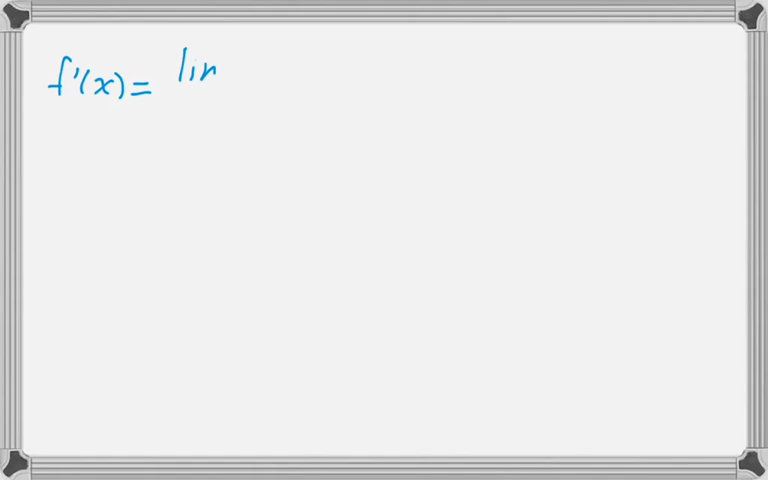 f'(x) = lin